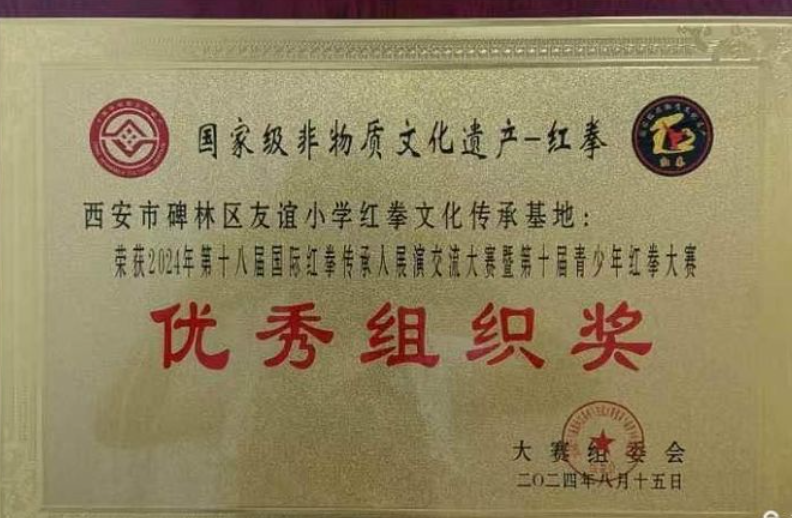 国家级非物质文化遗产-红拳
西安市碑林区友谊小学红拳文化传承基地：
荣获2024年第十八届国际红拳传承人展演交流大赛暨第十届青少年红拳大赛
优秀组织奖
大赛组委会
二〇二四年八月十五日